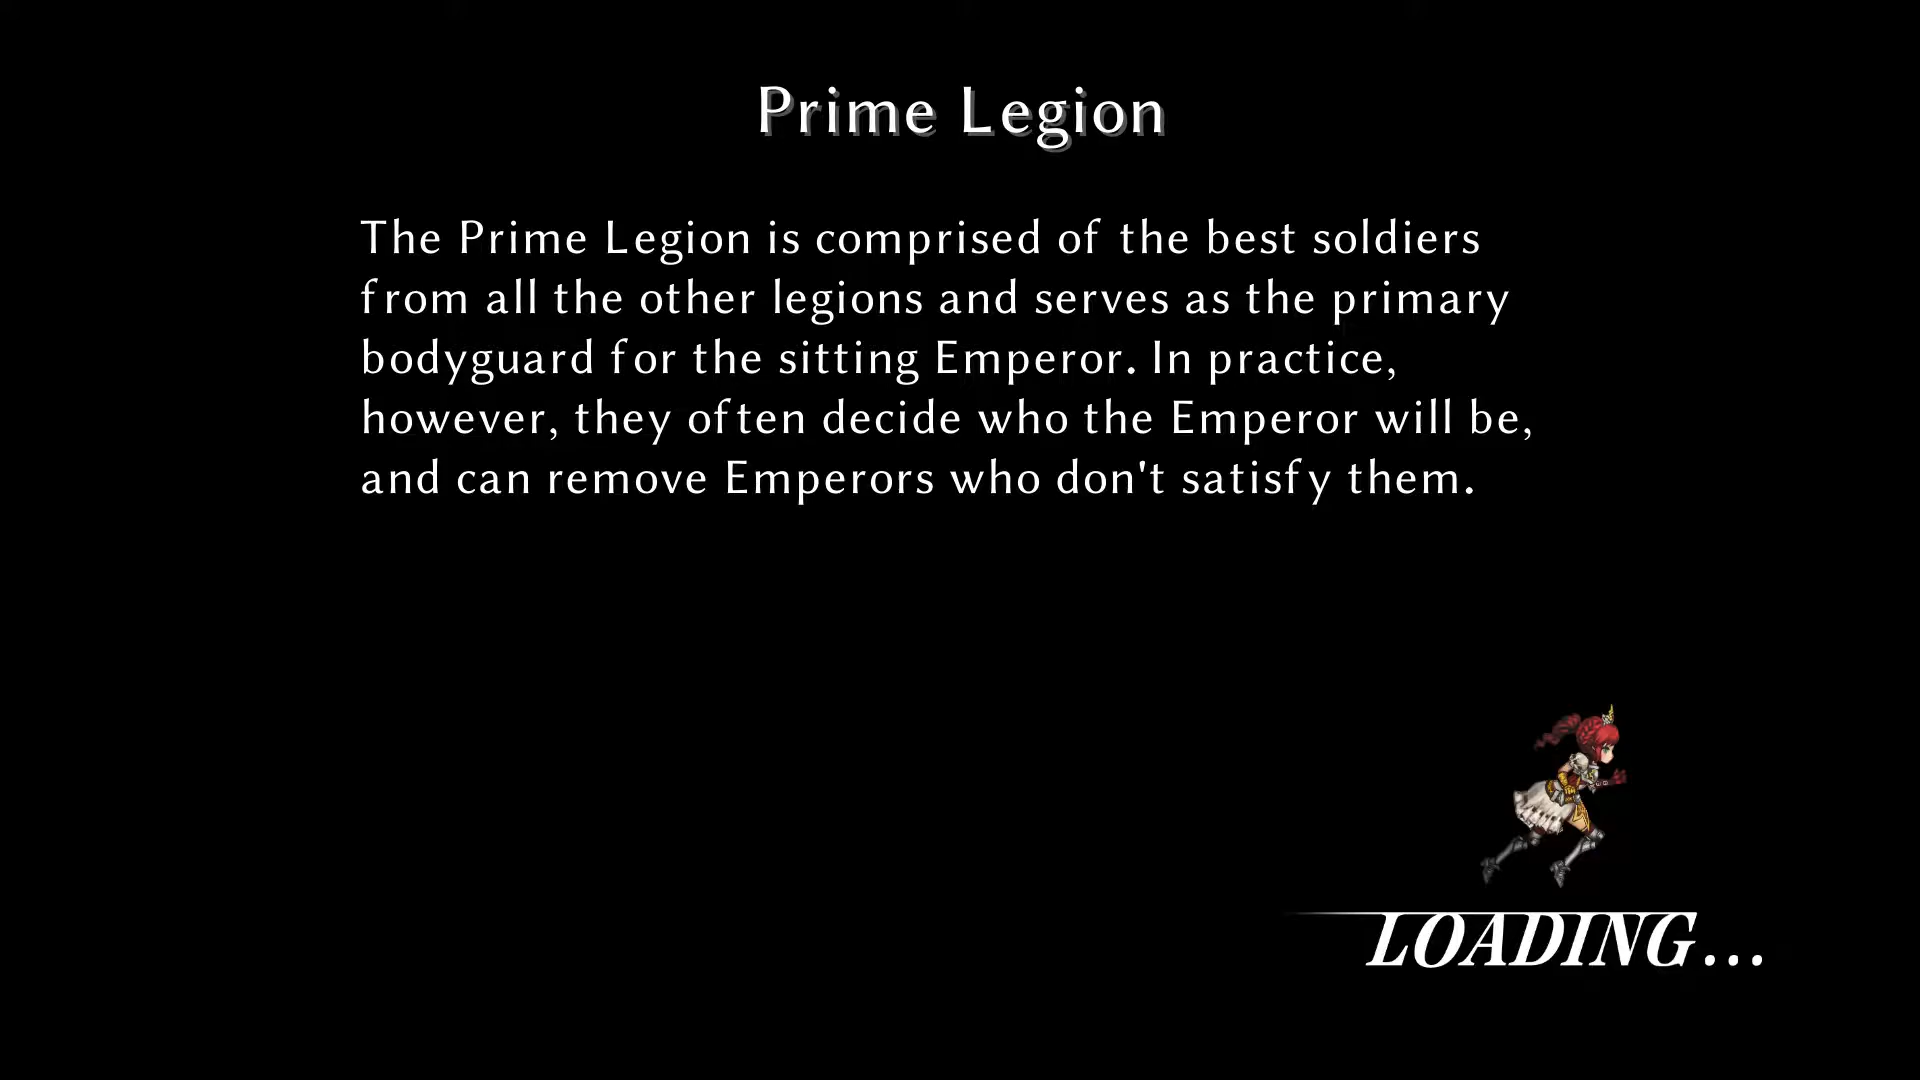 Prime Legion
The Prime Legion is comprised of the best soldiers
from all the other legions and serves as the primary
bodyguard for the sitting Emperor. In practice,
however, they often decide who the Emperor will be,
and can remove Emperors who don't satisfy them.
LOADING...